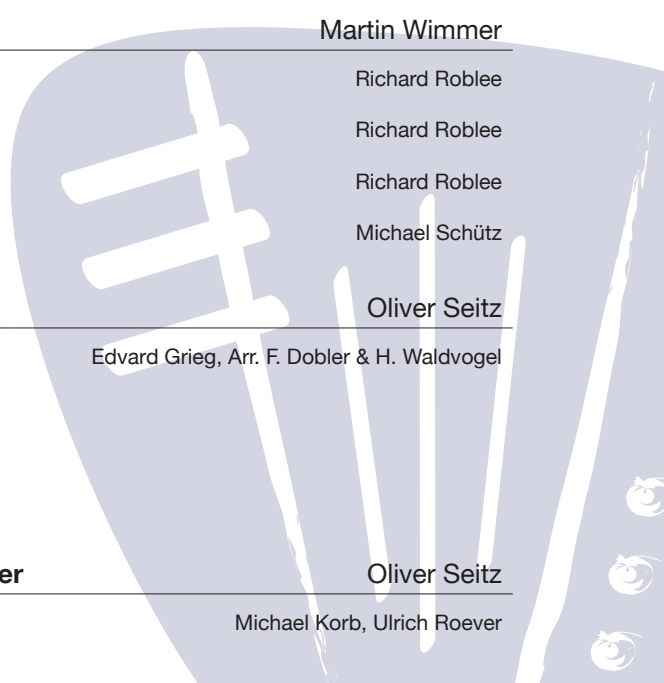 Martin Wimmer
Richard Roblee
Richard Roblee
Richard Roblee
Michael Schütz
Oliver Seitz
Edvard Grieg, Arr. F. Dobler & H. Waldvogel
er Oliver Seitz
Michael Korb, Ulrich Roever